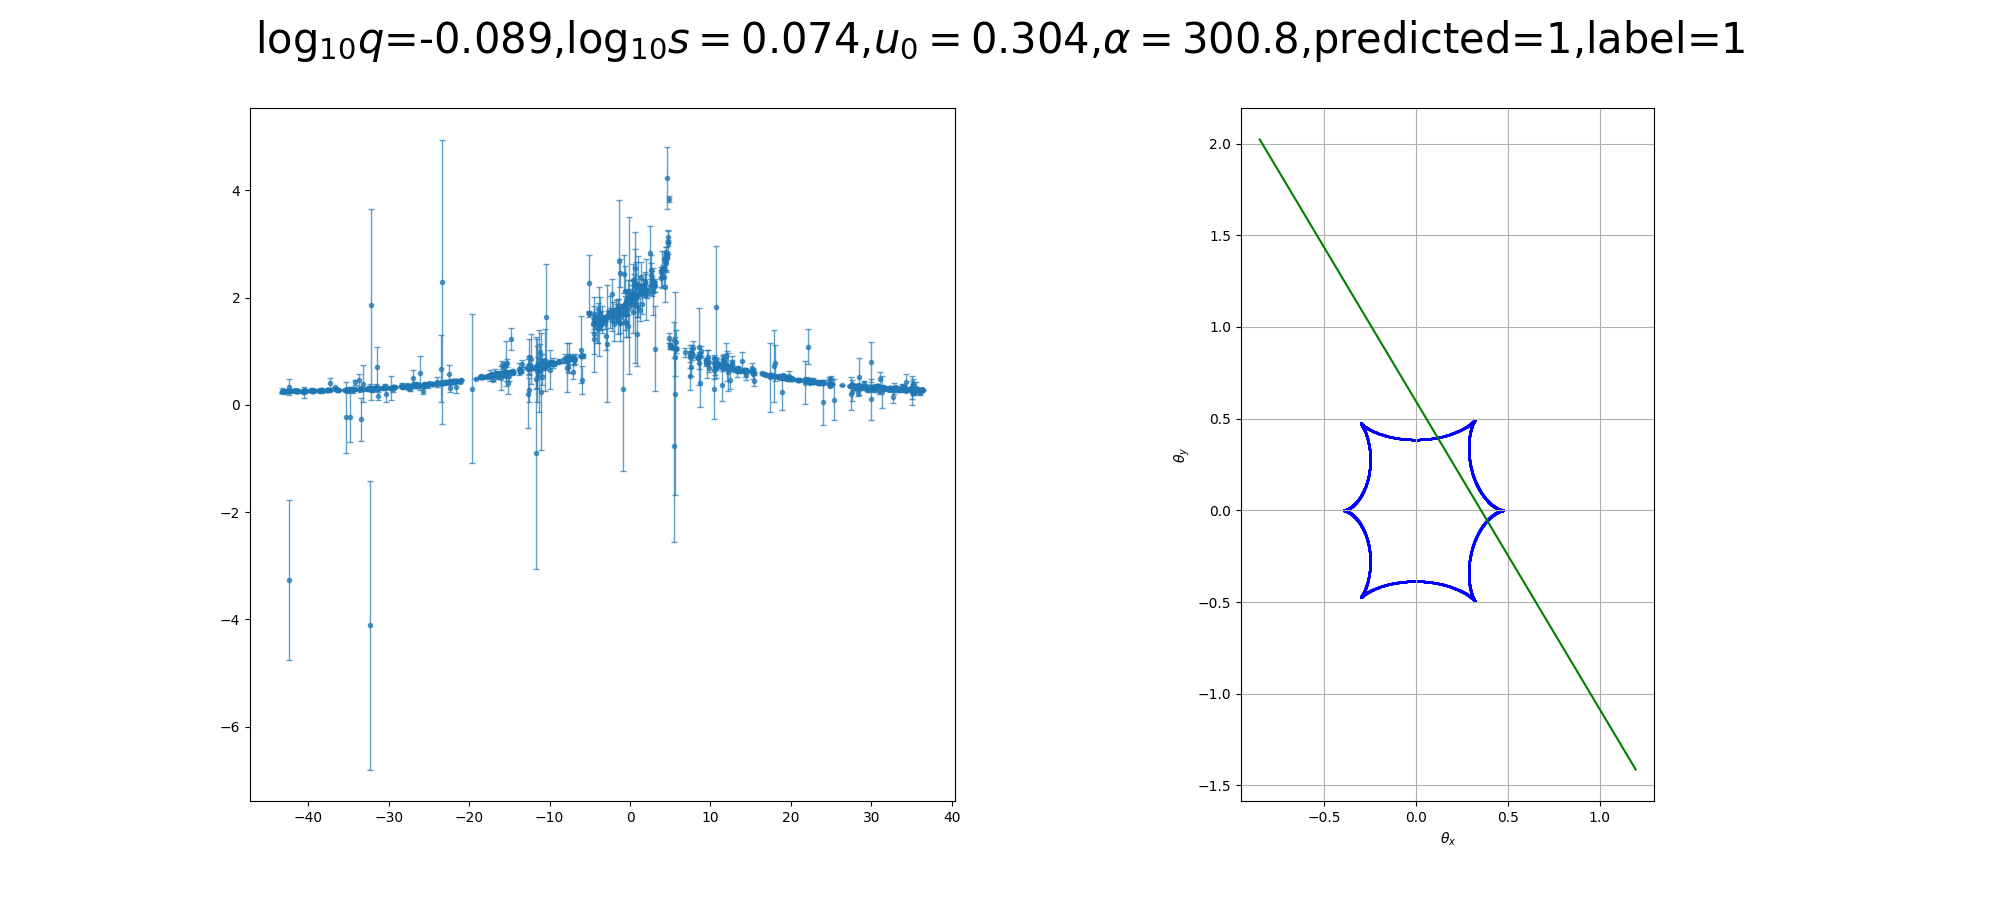 log₁₀q=-0.089,log₁₀s = 0.074,u₀ = 0.304,α = 300.8,predicted=1,label=1
4
2
0
−2
−4
−6
−40 −30 −20 −10 0 10 20 30 40
2.0
1.5
1.0
0.5
0.0
−0.5
−1.0
−1.5
θy
−0.5 0.0 0.5 1.0
θx